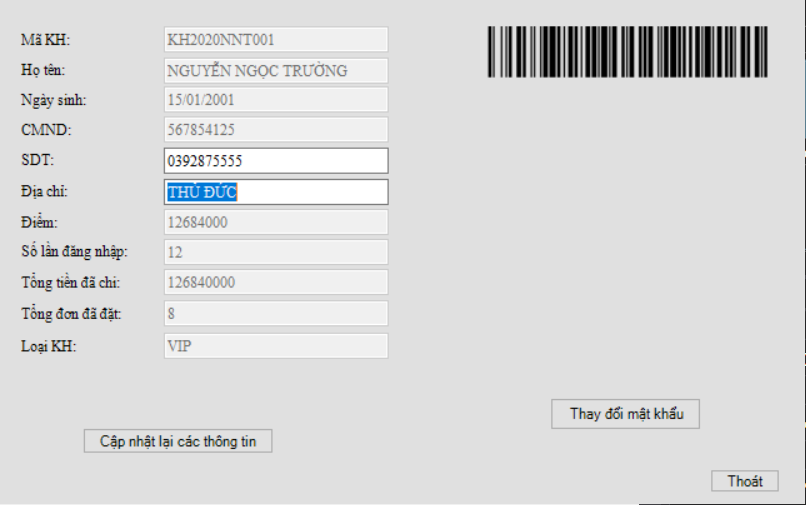 Mã KH: KH2020NNT001
Họ tên: NGUYỄN NGỌC TRƯỜNG
Ngày sinh: 15/01/2001
CMND: 567854125
SDT: 0392875555
Địa chỉ: THỦ ĐỨC
Điểm: 12684000
Số lần đăng nhập: 12
Tổng tiền đã chi: 126840000
Tổng đơn đã đặt: 8
Loại KH: VIP
Thay đổi mật khẩu
Cập nhật lại các thông tin
Thoát